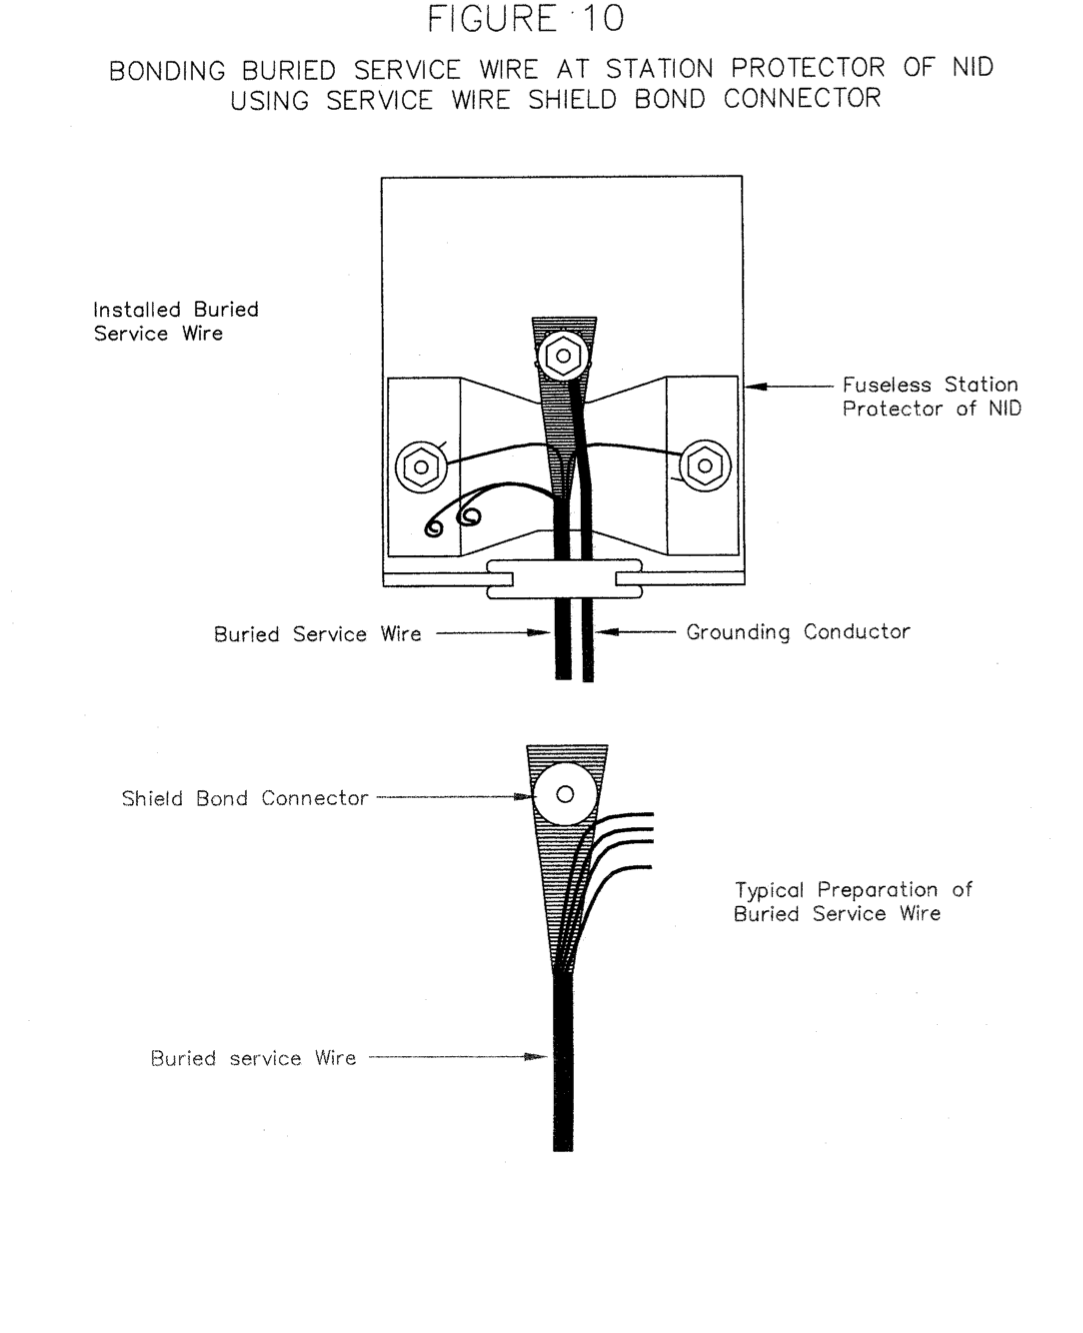 FIGURE 10
BONDING BURIED SERVICE WIRE AT STATION PROTECTOR OF NID
USING SERVICE WIRE SHIELD BOND CONNECTOR
Installed Buried
Service Wire
Fuseless Station
Protector of NID
Buried Service Wire
Grounding Conductor
Shield Bond Connector
Typical Preparation of
Buried Service Wire
Buried service Wire